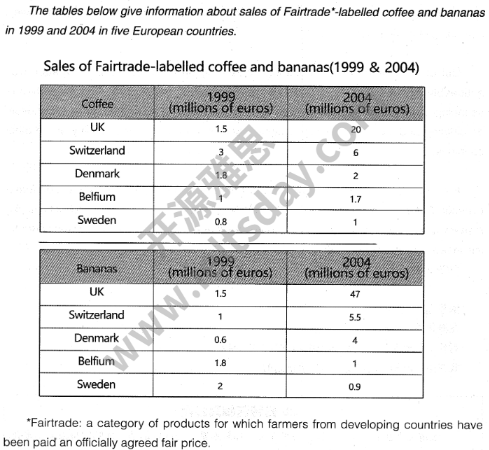 The tables below give information about sales of Fairtrade*-labelled coffee and bananas
in 1999 and 2004 in five European countries.
Sales of Fairtrade-labelled coffee and bananas(1999 & 2004)
Coffee 1999 (millions of euros) 2004 (millions of euros)
UK 1.5 20
Switzerland 3 6
Denmark 1.8 2
Belfium 1 1.7
Sweden 0.8 1
Bananas 1999 (millions of euros) 2004 (millions of euros)
UK 1.5 47
Switzerland 1 5.5
Denmark 0.6 4
Belfium 1.8 1
Sweden 2 0.9
*Fairtrade: a category of products for which farmers from developing countries have
been paid an officially agreed fair price.
开源雅思